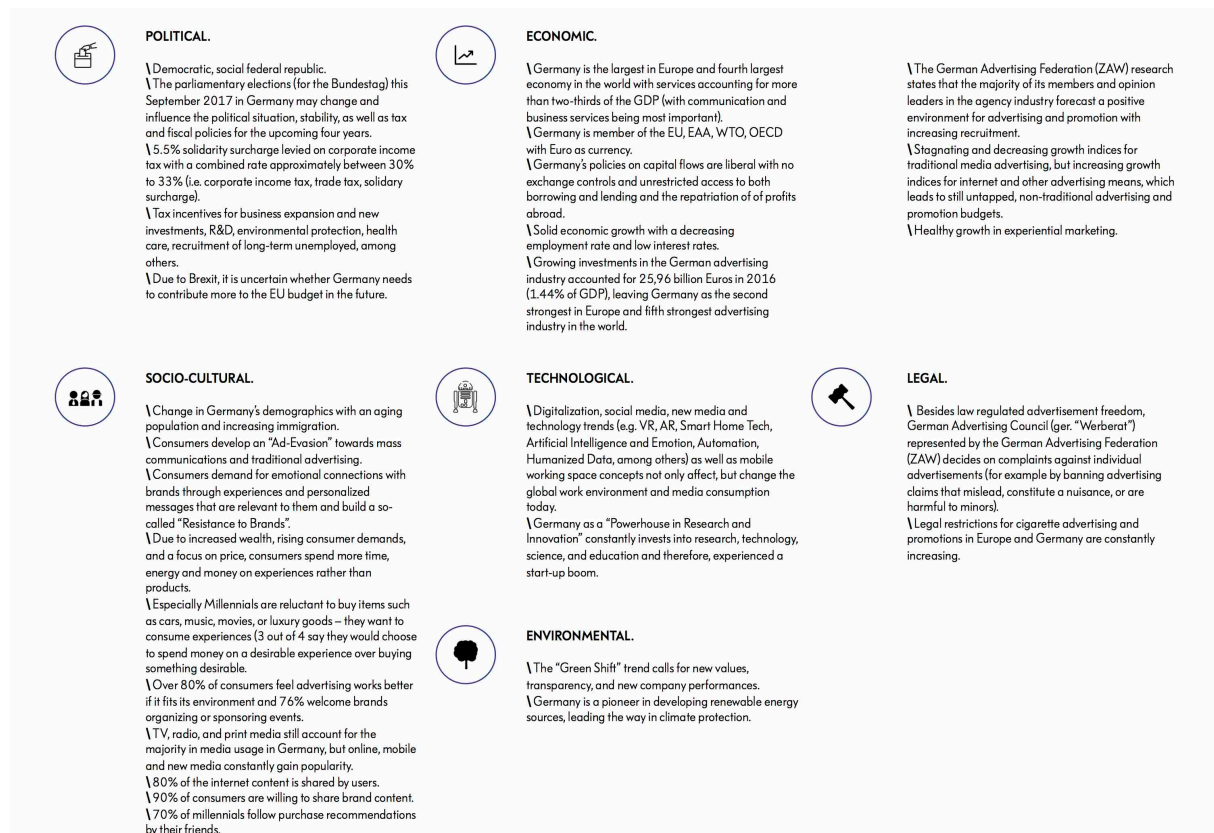 POLITICAL.
\ Democratic, social federal republic.
\ The parliamentary elections (for the Bundestag) this
September 2017 in Germany may change and
influence the political situation, stability, as well as tax
and fiscal policies for the upcoming four years.
\ 5.5% solidarity surcharge levied on corporate income
tax with a combined rate approximately between 30%
to 33% (i.e. corporate income tax, trade tax, solidary
surcharge).
\ Tax incentives for business expansion and new
investments, R&D, environmental protection, health
care, recruitment of long-term unemployed, among
others.
\ Due to Brexit, it is uncertain whether Germany needs
to contribute more to the EU budget in the future.
ECONOMIC.
\ Germany is the largest in Europe and fourth largest
economy in the world with services accounting for more
than two-thirds of the GDP (with communication and
business services being most important).
\ Germany is member of the EU, EAA, WTO, OECD
with Euro as currency.
\ Germany's policies on capital flows are liberal with no
exchange controls and unrestricted access to both
borrowing and lending and the repatriation of of profits
abroad.
\ Solid economic growth with a decreasing
employment rate and low interest rates.
\ Growing investments in the German advertising
industry accounted for 25,96 billion Euros in 2016
(1.44% of GDP), leaving Germany as the second
strongest in Europe and fifth strongest advertising
industry in the world.
\ The German Advertising Federation (ZAW) research
states that the majority of its members and opinion
leaders in the agency industry forecast a positive
environment for advertising and promotion with
increasing recruitment.
\ Stagnating and decreasing growth indices for
traditional media advertising, but increasing growth
indices for internet and other advertising means, which
leads to still untapped, non-traditional advertising and
promotion budgets.
\ Healthy growth in experiential marketing.
SOCIO-CULTURAL.
\ Change in Germany's demographics with an aging
population and increasing immigration.
\ Consumers develop an "Ad-Evasion" towards mass
communications and traditional advertising.
\ Consumers demand for emotional connections with
brands through experiences and personalized
messages that are relevant to them and build a so-
called "Resistance to Brands".
\ Due to increased wealth, rising consumer demands,
and a focus on price, consumers spend more time,
energy and money on experiences rather than
products.
\ Especially Millennials are reluctant to buy items such
as cars, music, movies, or luxury goods – they want to
consume experiences (3 out of 4 say they would choose
to spend money on a desirable experience over buying
something desirable.
\ Over 80% of consumers feel advertising works better
if it fits its environment and 76% welcome brands
organizing or sponsoring events.
\ TV, radio, and print media still account for the
majority in media usage in Germany, but online, mobile
and new media constantly gain popularity.
\ 80% of the internet content is shared by users.
\ 90% of consumers are willing to share brand content.
\ 70% of millennials follow purchase recommendations
by their friends.
TECHNOLOGICAL.
\ Digitalization, social media, new media and
technology trends (e.g. VR, AR, Smart Home Tech,
Artificial Intelligence and Emotion, Automation,
Humanized Data, among others) as well as mobile
working space concepts not only affect, but change the
global work environment and media consumption
today.
\ Germany as a "Powerhouse in Research and
Innovation" constantly invests into research, technology,
science, and education and therefore, experienced a
start-up boom.
ENVIRONMENTAL.
\ The "Green Shift" trend calls for new values,
transparency, and new company performances.
\ Germany is a pioneer in developing renewable energy
sources, leading the way in climate protection.
LEGAL.
\ Besides law regulated advertisement freedom,
German Advertising Council (ger. "Werberat")
represented by the German Advertising Federation
(ZAW) decides on complaints against individual
advertisements (for example by banning advertising
claims that mislead, constitute a nuisance, or are
harmful to minors).
\ Legal restrictions for cigarette advertising and
promotions in Europe and Germany are constantly
increasing.